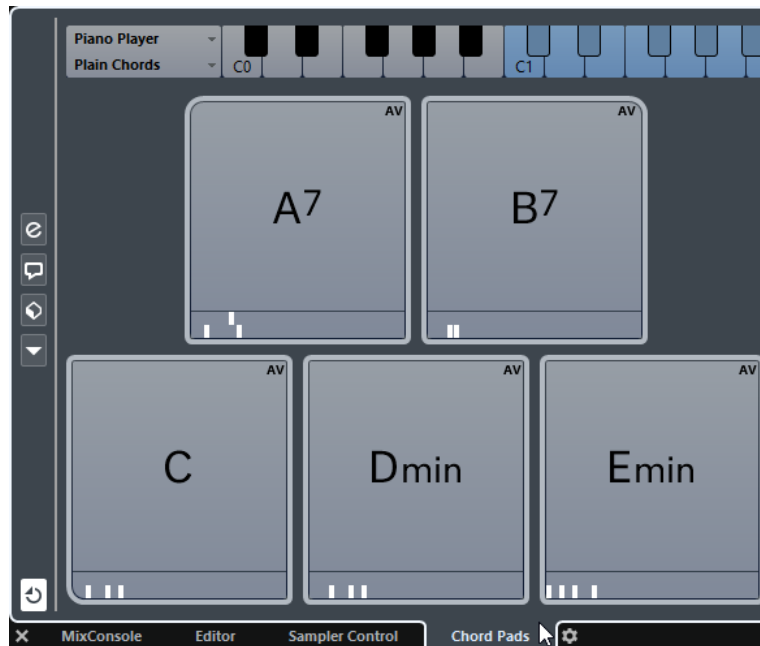 Piano Player
Plain Chords
C0
C1
AV
A7
AV
B7
AV
C
AV
Dmin
AV
Emin
MixConsole Editor Sampler Control Chord Pads